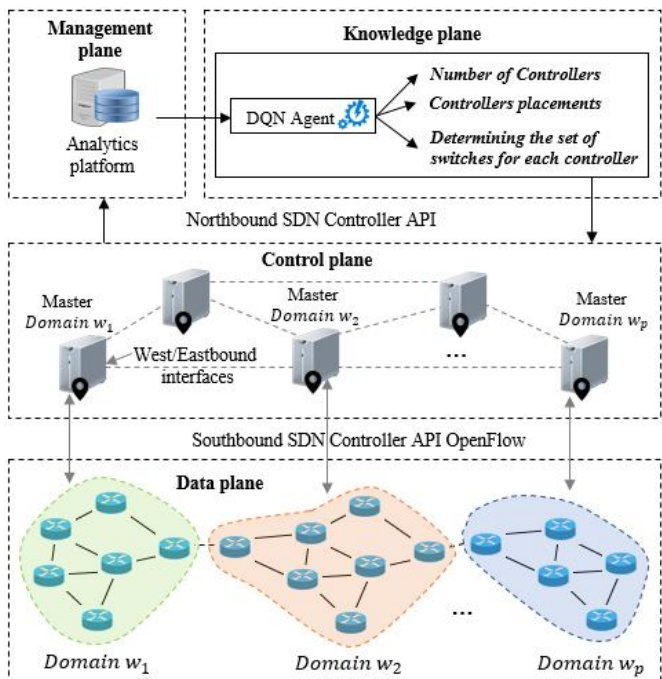 Management
plane
Analytics
platform
Knowledge plane
DQN Agent
Number of Controllers
Controllers placements
Determining the set of
switches for each controller
Northbound SDN Controller API
Control plane
Master
Domain w₁
Master
Domain w₂
Master
Domain wₚ
West/Eastbound
interfaces
...
Southbound SDN Controller API OpenFlow
Data plane
...
Domain w₁
Domain w₂
Domain wₚ